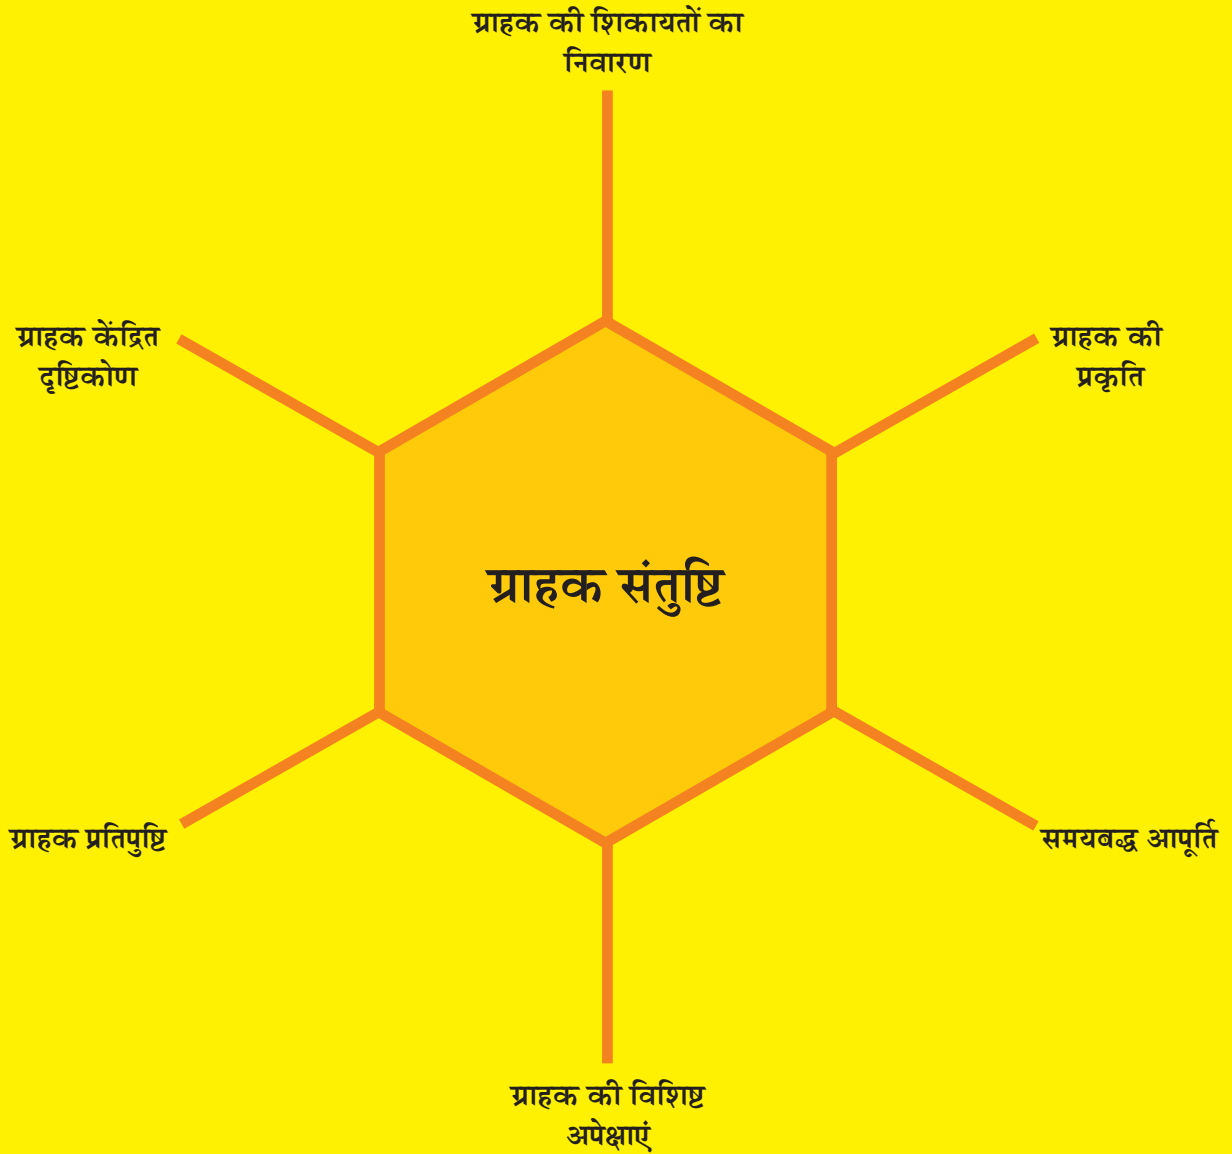 ग्राहक की शिकायतों का
निवारण
ग्राहक केंद्रित
दृष्टिकोण
ग्राहक की
प्रकृति
ग्राहक संतुष्टि
ग्राहक प्रतिपुष्टि
समयबद्ध आपूर्ति
ग्राहक की विशिष्ट
अपेक्षाएं